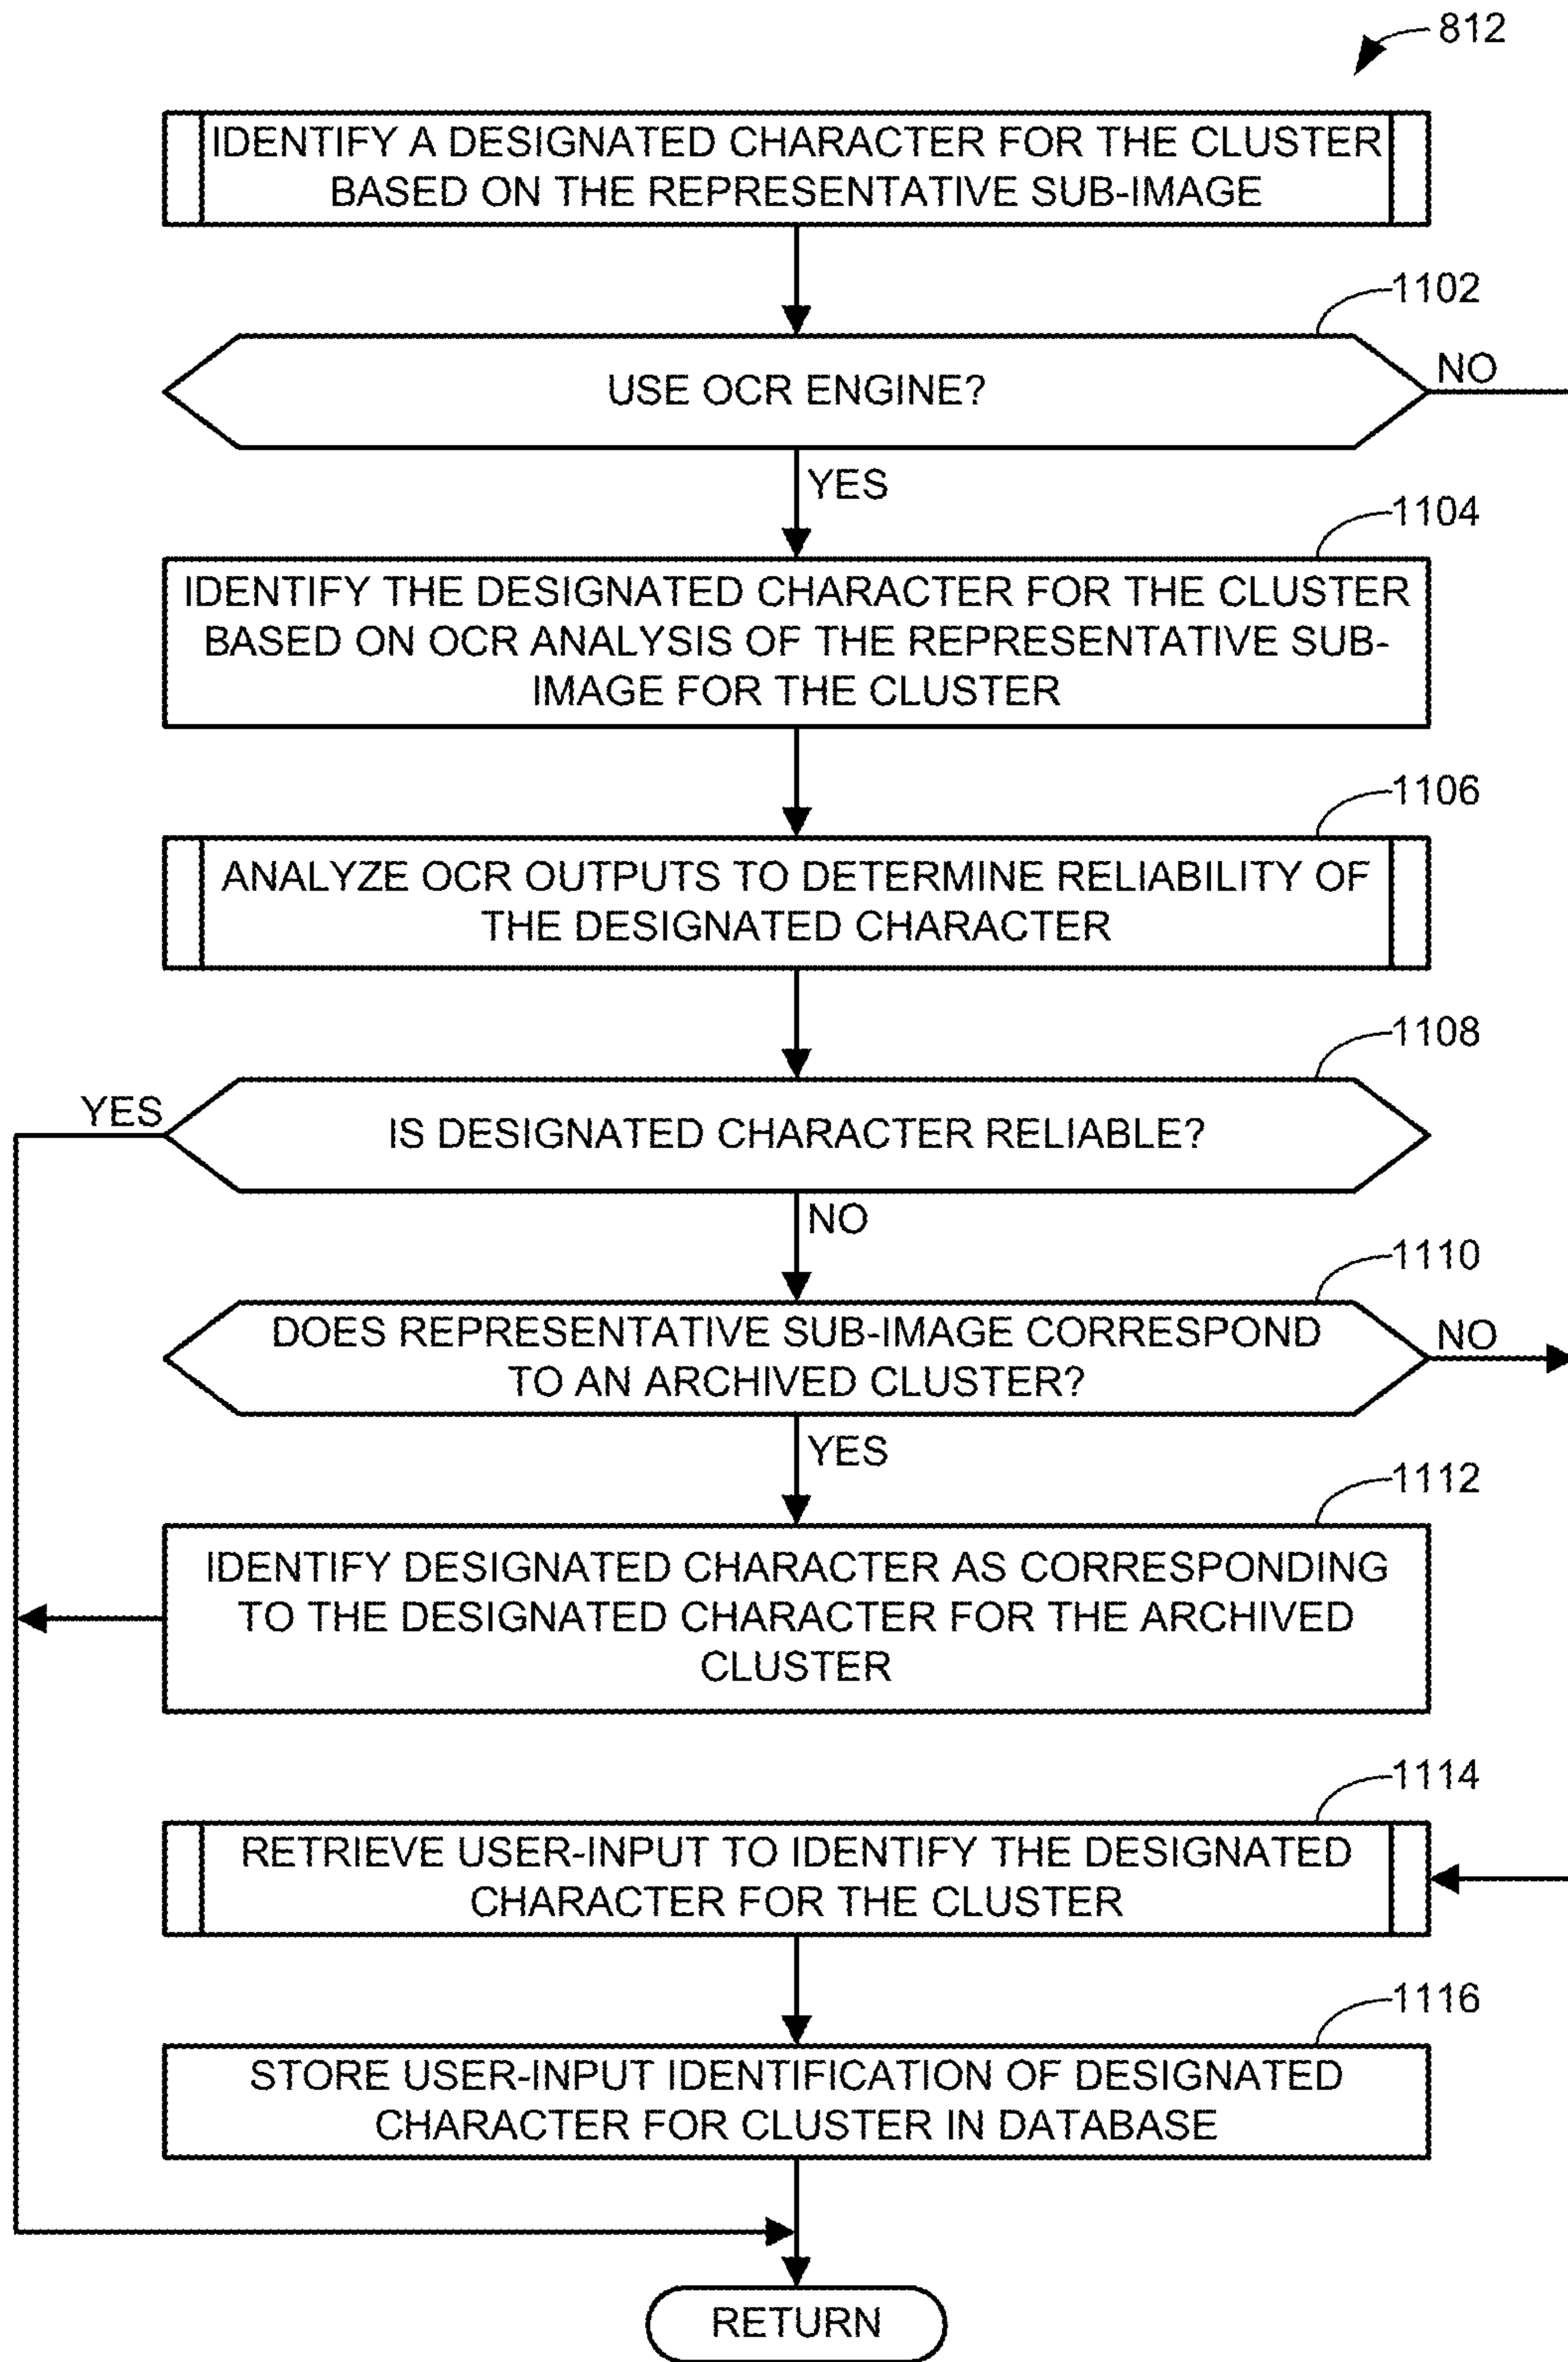 812
IDENTIFY A DESIGNATED CHARACTER FOR THE CLUSTER
BASED ON THE REPRESENTATIVE SUB-IMAGE
1102
USE OCR ENGINE?
NO
YES
1104
IDENTIFY THE DESIGNATED CHARACTER FOR THE CLUSTER
BASED ON OCR ANALYSIS OF THE REPRESENTATIVE SUB-
IMAGE FOR THE CLUSTER
1106
ANALYZE OCR OUTPUTS TO DETERMINE RELIABILITY OF
THE DESIGNATED CHARACTER
1108
YES
IS DESIGNATED CHARACTER RELIABLE?
NO
1110
DOES REPRESENTATIVE SUB-IMAGE CORRESPOND
TO AN ARCHIVED CLUSTER?
NO
YES
1112
IDENTIFY DESIGNATED CHARACTER AS CORRESPONDING
TO THE DESIGNATED CHARACTER FOR THE ARCHIVED
CLUSTER
1114
RETRIEVE USER-INPUT TO IDENTIFY THE DESIGNATED
CHARACTER FOR THE CLUSTER
1116
STORE USER-INPUT IDENTIFICATION OF DESIGNATED
CHARACTER FOR CLUSTER IN DATABASE
RETURN